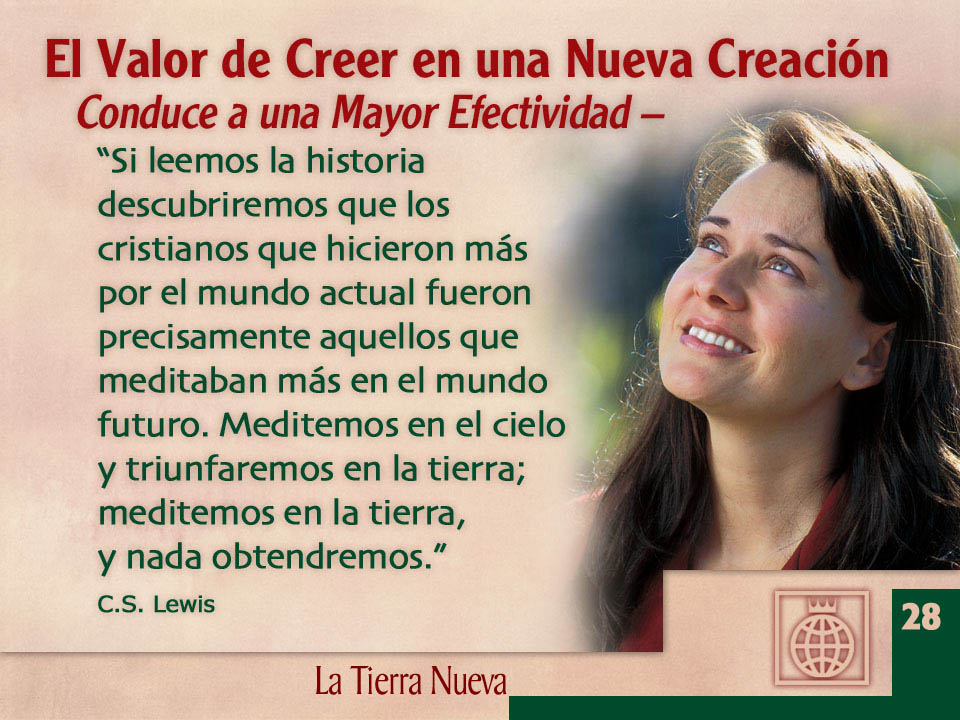 El Valor de Creer en una Nueva Creación
Conduce a una Mayor Efectividad –
“Si leemos la historia
descubriremos que los
cristianos que hicieron más
por el mundo actual fueron
precisamente aquellos que
meditaban más en el mundo
futuro. Meditemos en el cielo
y triunfaremos en la tierra;
meditemos en la tierra,
y nada obtendremos.”
C.S. Lewis
28
La Tierra Nueva